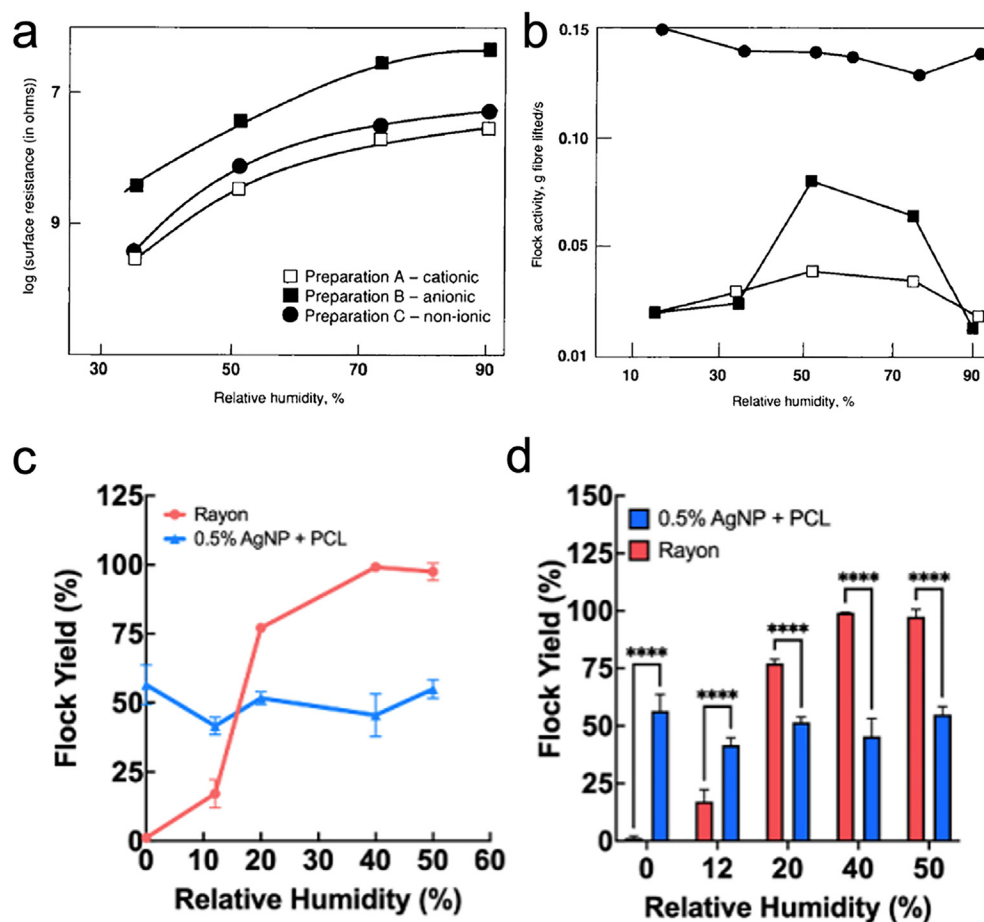 a
log (surface resistance (in ohms))
7
9
□ Preparation A – cationic
■ Preparation B – anionic
● Preparation C – non-ionic
30 50 70 90
Relative humidity, %
b
Flock activity, g fibre lifted/s
0.15
0.10
0.05
0.01
10 30 50 70 90
Relative humidity, %
c
Flock Yield (%)
125
100
75
50
25
0
Rayon
0.5% AgNP + PCL
0 10 20 30 40 50 60
Relative Humidity (%)
d
Flock Yield (%)
150
125
100
75
50
25
0
0.5% AgNP + PCL
Rayon
**** **** **** **** ****
0 12 20 40 50
Relative Humidity (%)